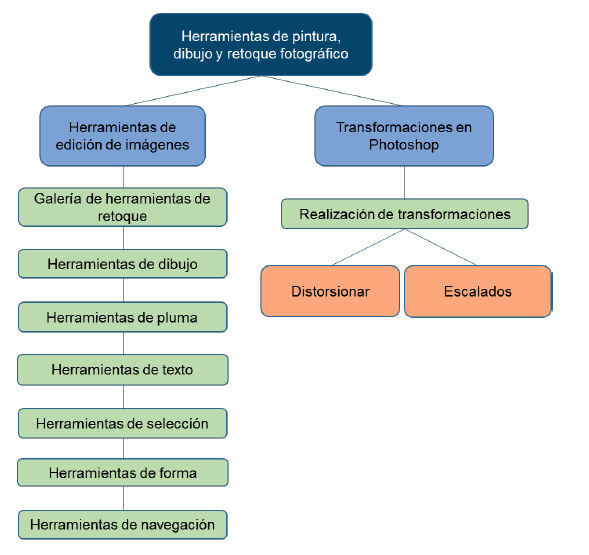 Herramientas de pintura,
dibujo y retoque fotográfico
Herramientas de
edición de imágenes
Transformaciones en
Photoshop
Galería de herramientas de
retoque
Realización de transformaciones
Herramientas de dibujo
Distorsionar
Escalados
Herramientas de pluma
Herramientas de texto
Herramientas de selección
Herramientas de forma
Herramientas de navegación